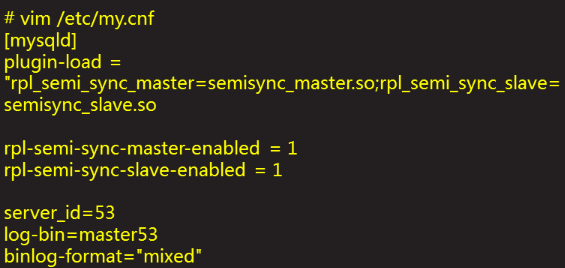 # vim /etc/my.cnf
[mysqld]
plugin-load =
"rpl_semi_sync_master=semisync_master.so;rpl_semi_sync_slave=
semisync_slave.so
rpl-semi-sync-master-enabled = 1
rpl-semi-sync-slave-enabled = 1
server_id=53
log-bin=master53
binlog-format="mixed"